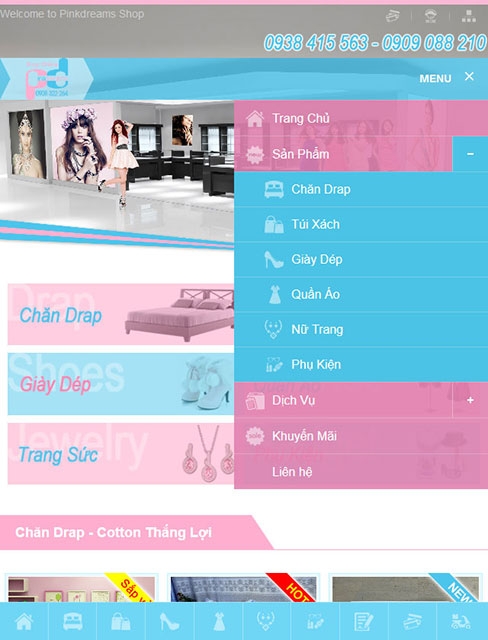 Welcome to Pinkdreams Shop
0938 415 563 - 0909 088 210
MENU
Trang Chủ
Sản Phẩm
Chăn Drap
Túi Xách
Giày Dép
Quần Áo
Nữ Trang
Phụ Kiện
Dịch Vụ
Khuyến Mãi
Liên hệ
Drap
Chăn Drap
Shoes
Giày Dép
Quần Áo
Jewelry
Trang Sức
Chăn Drap - Cotton Thắng Lợi
HOT
NEW